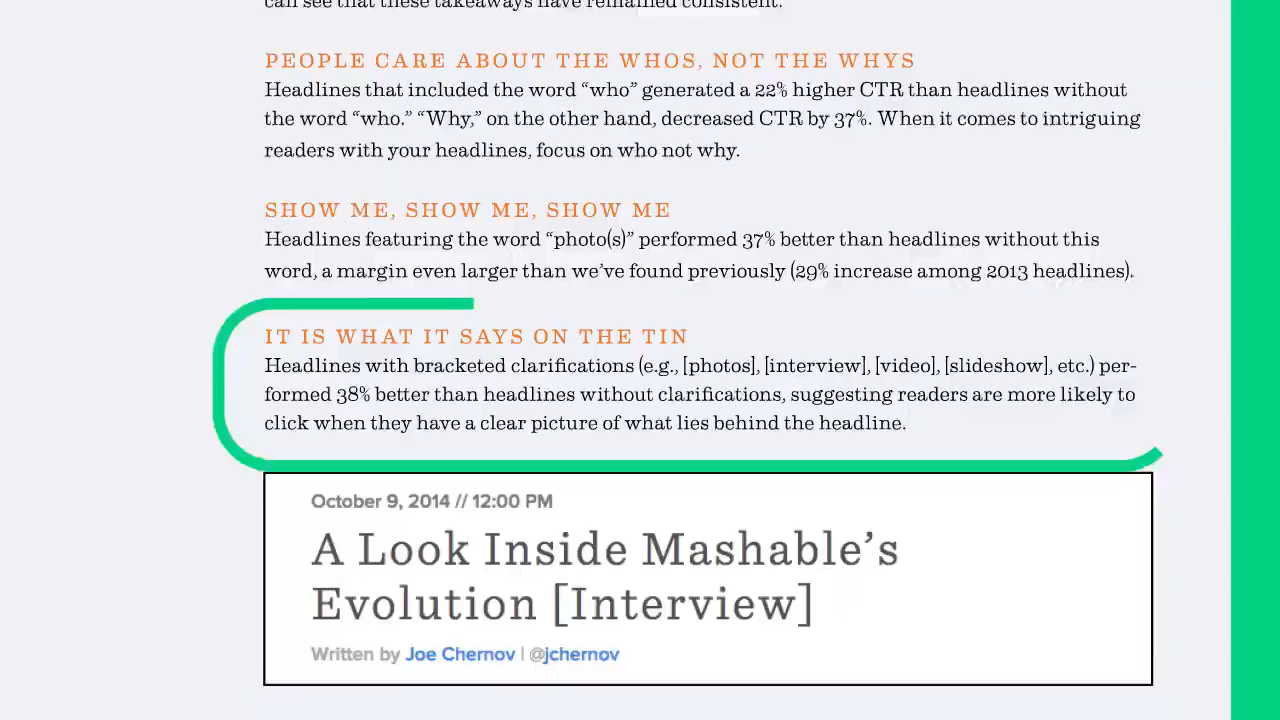 can see that these takeaways have remained consistent.
PEOPLE CARE ABOUT THE WHOS, NOT THE WHYS
Headlines that included the word “who” generated a 22% higher CTR than headlines without
the word “who.” “Why,” on the other hand, decreased CTR by 37%. When it comes to intriguing
readers with your headlines, focus on who not why.
SHOW ME, SHOW ME, SHOW ME
Headlines featuring the word “photo(s)” performed 37% better than headlines without this
word, a margin even larger than we’ve found previously (29% increase among 2013 headlines).
IT IS WHAT IT SAYS ON THE TIN
Headlines with bracketed clarifications (e.g., [photos], [interview], [video], [slideshow], etc.) per-
formed 38% better than headlines without clarifications, suggesting readers are more likely to
click when they have a clear picture of what lies behind the headline.
October 9, 2014 // 12:00 PM
A Look Inside Mashable’s
Evolution [Interview]
Written by Joe Chernov | @jchernov